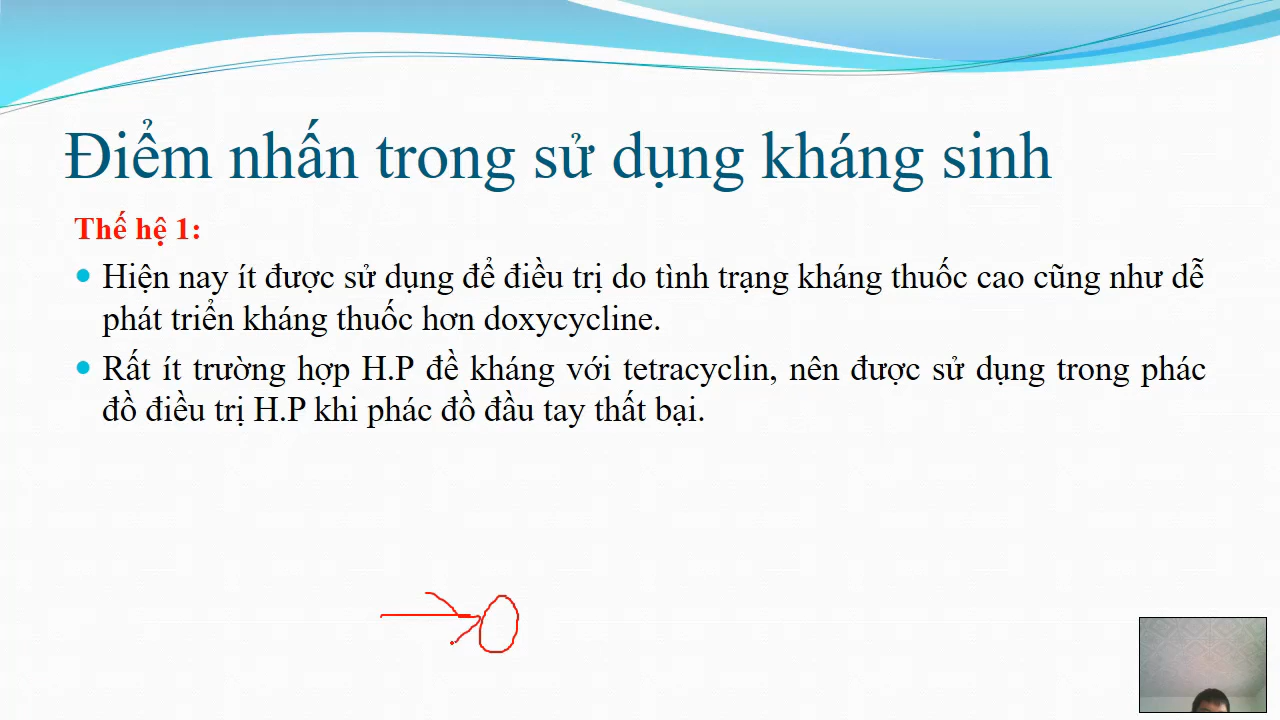 Điểm nhấn trong sử dụng kháng sinh
Thế hệ 1:
Hiện nay ít được sử dụng để điều trị do tình trạng kháng thuốc cao cũng như dễ
phát triển kháng thuốc hơn doxycycline.
Rất ít trường hợp H.P đề kháng với tetracyclin, nên được sử dụng trong phác
đồ điều trị H.P khi phác đồ đầu tay thất bại.